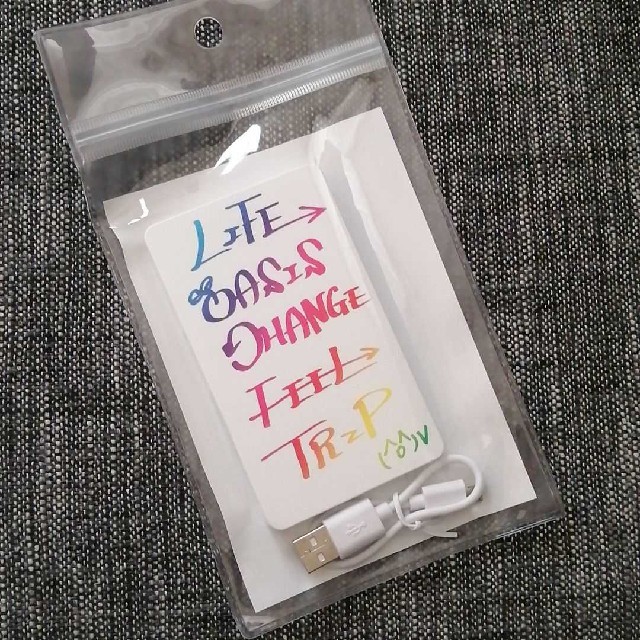 LIFE
OASIS
CHANGE
FEEL
TRIP
(^o^)v